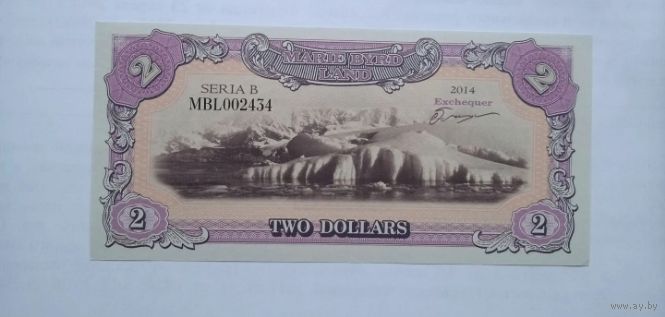 2
MARIE BYRD
LAND
2
SERIA B
MBL002434
2014
Exchequer
2
TWO DOLLARS
2
www.ay.by